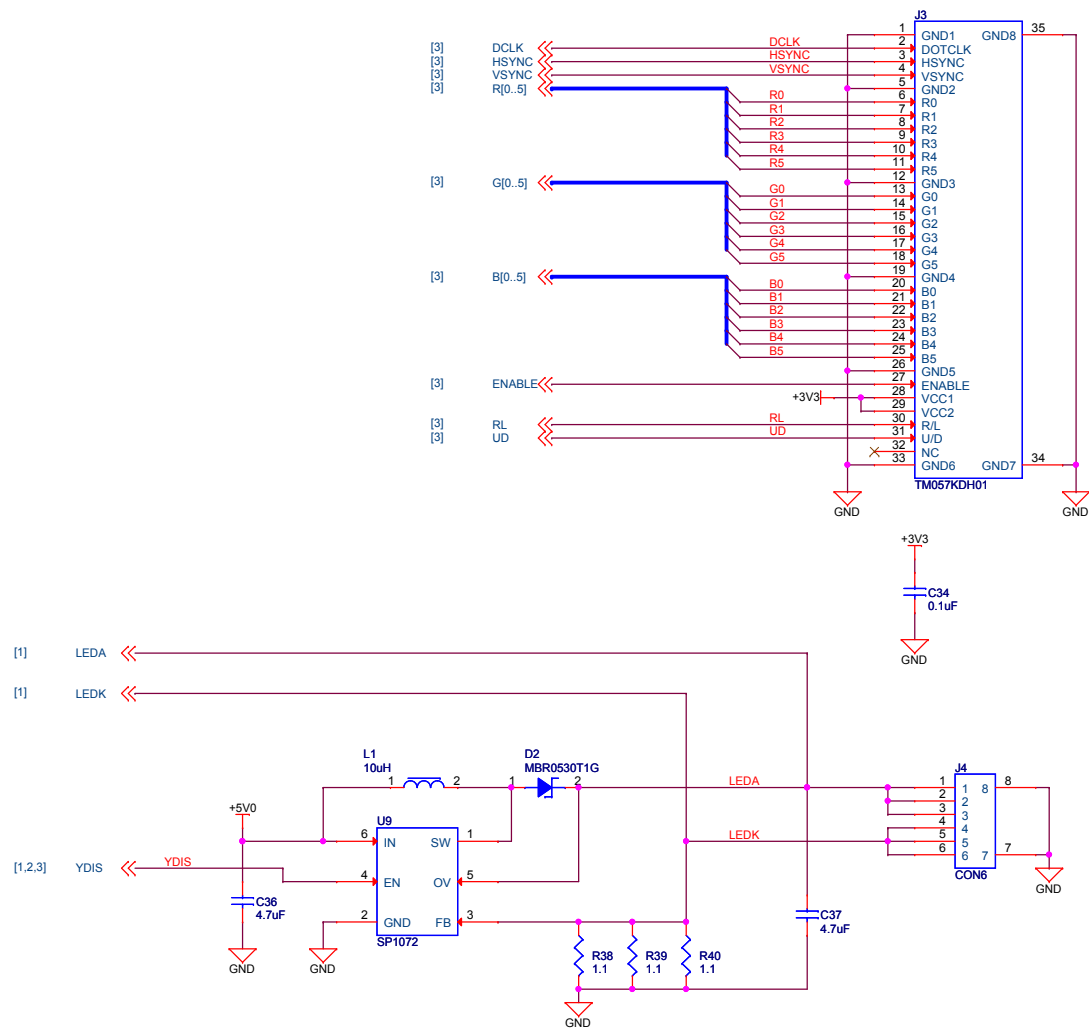 J3
1 GND1 GND8 35
[3] DCLK DCLK 2 DOTCLK
[3] HSYNC HSYNC 3 HSYNC
[3] VSYNC VSYNC 4 VSYNC
[3] R[0..5] 5 GND2
R0 6 R0
R1 7 R1
R2 8 R2
R3 9 R3
R4 10 R4
R5 11 R5
[3] G[0..5] 12 GND3
G0 13 G0
G1 14 G1
G2 15 G2
G3 16 G3
G4 17 G4
G5 18 G5
[3] B[0..5] 19 GND4
B0 20 B0
B1 21 B1
B2 22 B2
B3 23 B3
B4 24 B4
B5 25 B5
26 GND5
[3] ENABLE 27 ENABLE
+3V3 28 VCC1
29 VCC2
[3] RL RL 30 R/L
[3] UD UD 31 U/D
32 NC
33 GND6 GND7 34
TM057KDH01
GND GND
+3V3
C34
0.1uF
GND
[1] LEDA
[1] LEDK
L1
10uH
1 2
D2
MBR0530T1G
1 2
LEDA
J4
1 1 8 8
2 2
3 3
4 4
LEDK 5 5
6 6 7 7
CON6
GND
+5V0
U9
6 IN SW 1
[1,2,3] YDIS YDIS 4 EN OV 5
2 GND FB 3
SP1072
C36
4.7uF
GND GND
C37
4.7uF
R38
1.1
R39
1.1
R40
1.1
GND